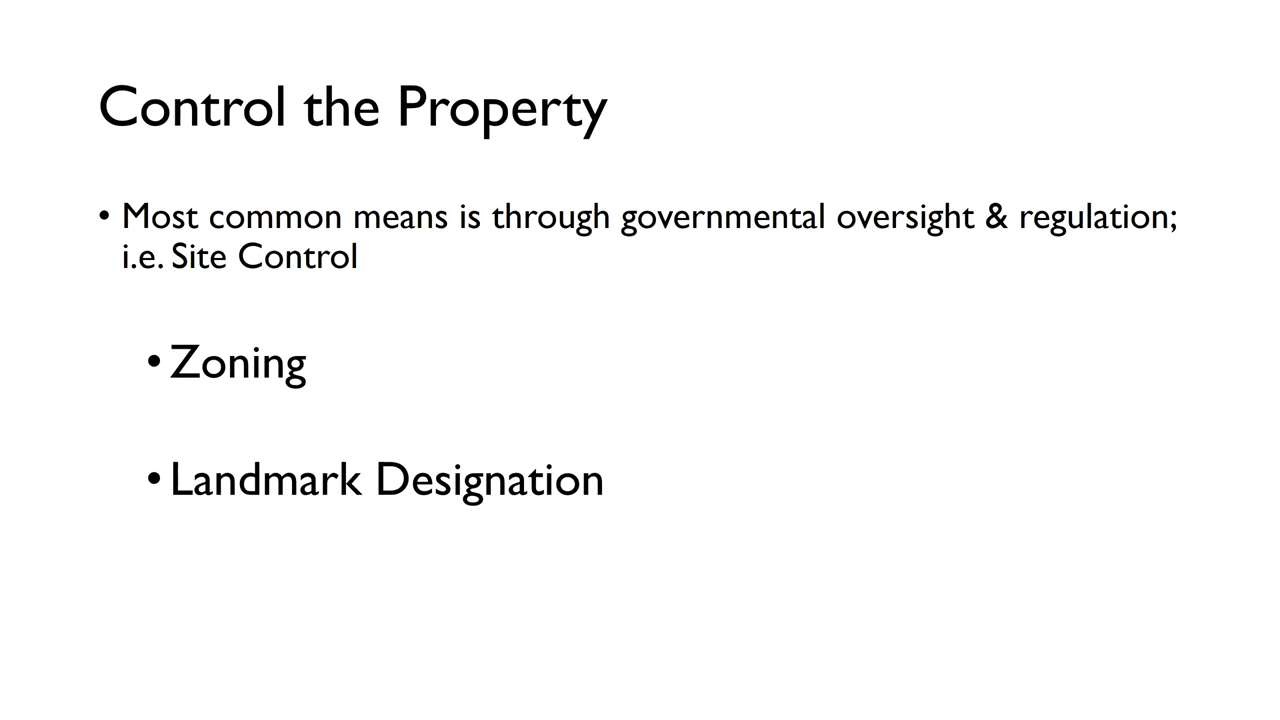 Control the Property
• Most common means is through governmental oversight & regulation;
i.e. Site Control
• Zoning
• Landmark Designation